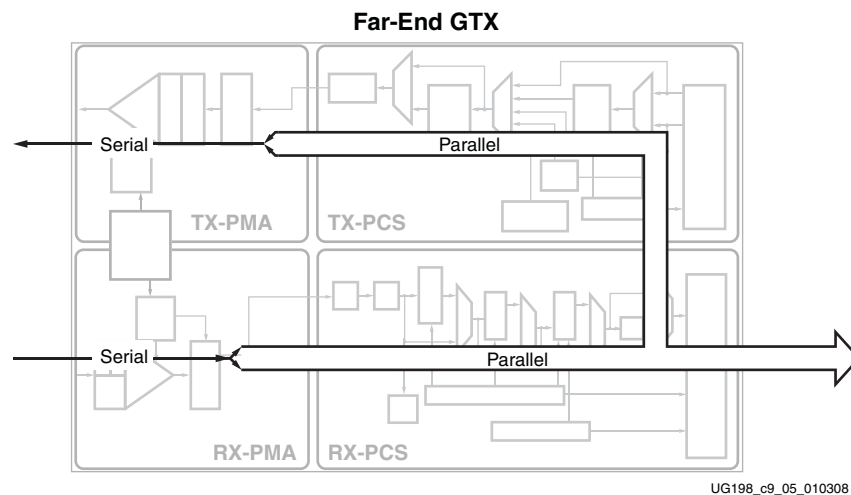 Far-End GTX
Serial
Parallel
TX-PMA
TX-PCS
Serial
Parallel
RX-PMA
RX-PCS
UG198_c9_05_010308